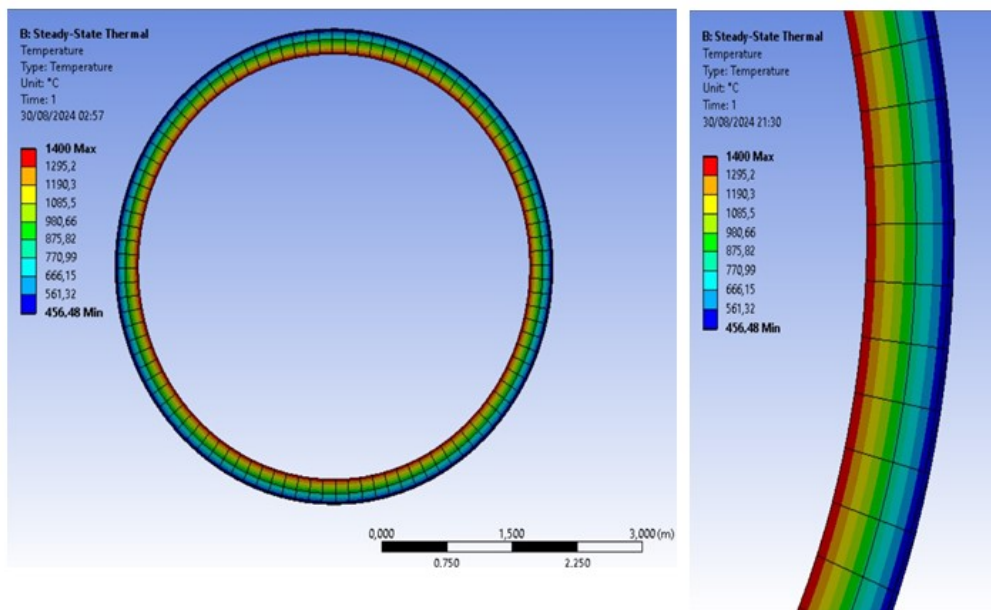 B: Steady-State Thermal
Temperature
Type: Temperature
Unit: °C
Time: 1
30/08/2024 02:57
1400 Max
1295,2
1190,3
1085,5
980,66
875,82
770,99
666,15
561,32
456,48 Min
0,000
1,500
3,000 (m)
0.750
2.250
B: Steady-State Thermal
Temperature
Type: Temperature
Unit: °C
Time: 1
30/08/2024 21:30
1400 Max
1295,2
1190,3
1085,5
980,66
875,82
770,99
666,15
561,32
456,48 Min